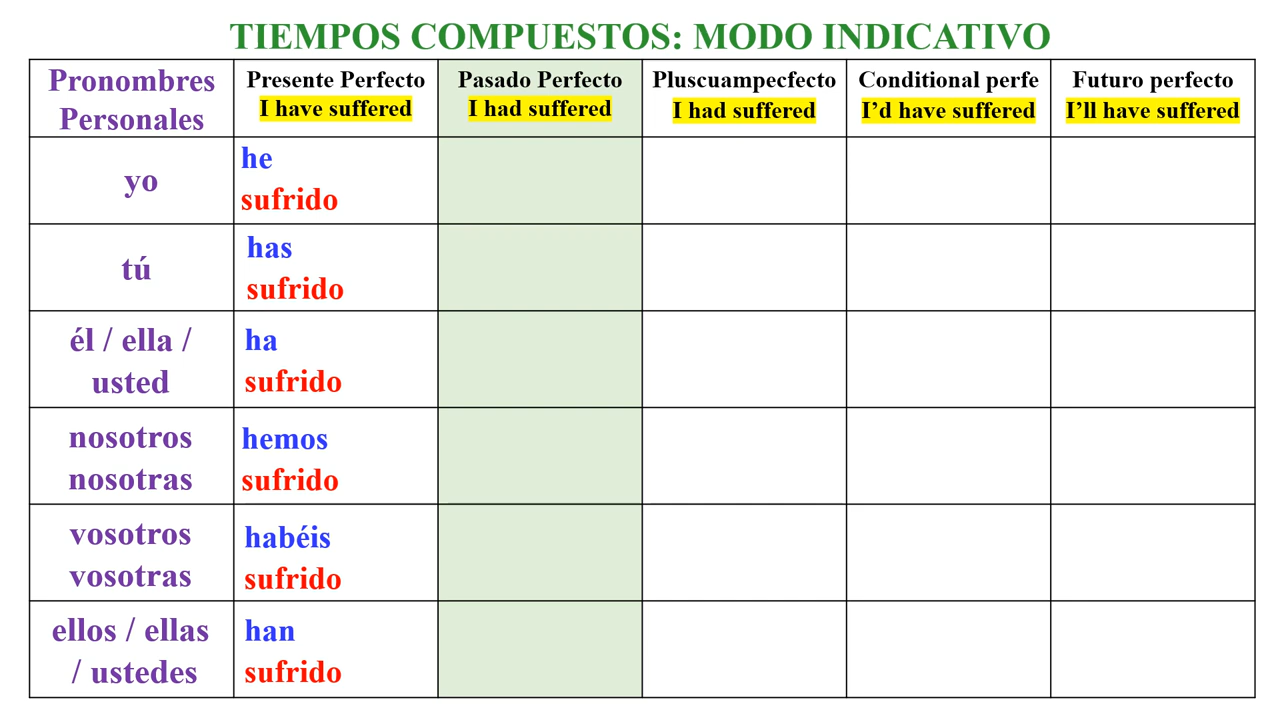 TIEMPOS COMPUESTOS: MODO INDICATIVO
Pronombres
Personales
Presente Perfecto
I have suffered
Pasado Perfecto
I had suffered
Pluscuampecfecto
I had suffered
Conditional perfe
I'd have suffered
Futuro perfecto
I'll have suffered
yo
he
sufrido
tú
has
sufrido
él / ella /
usted
ha
sufrido
nosotros
nosotras
hemos
sufrido
vosotros
vosotras
habéis
sufrido
ellos / ellas
/ ustedes
han
sufrido